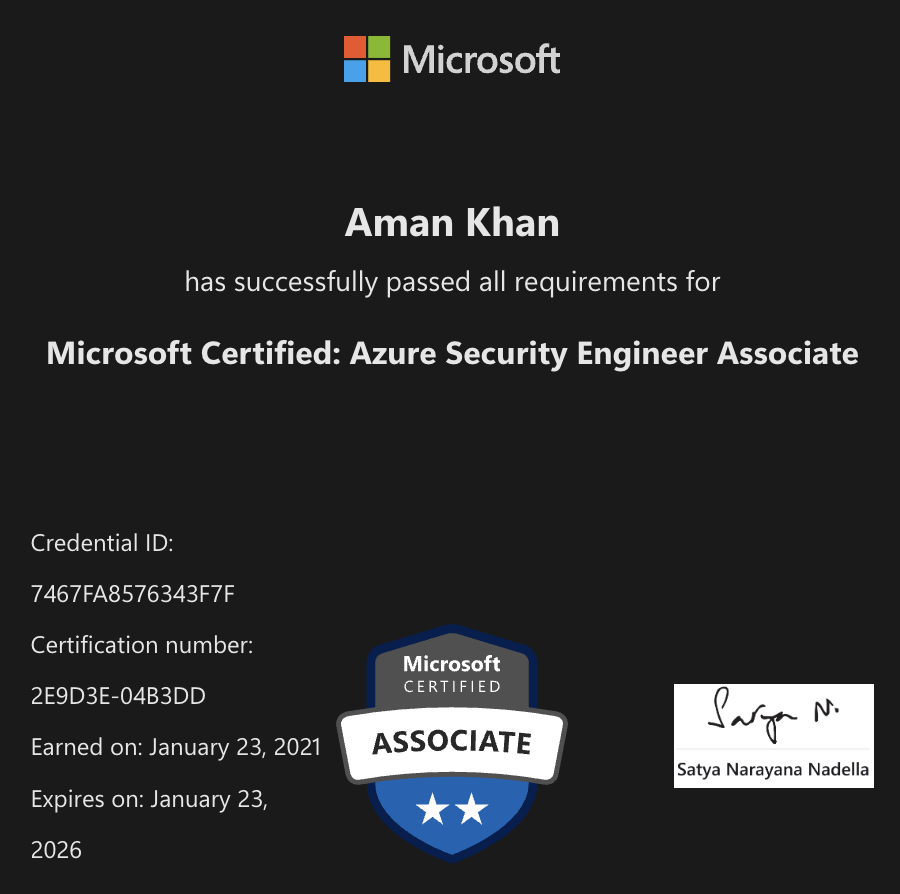 Microsoft
Aman Khan
has successfully passed all requirements for
Microsoft Certified: Azure Security Engineer Associate
Credential ID:
7467FA8576343F7F
Certification number:
2E9D3E-04B3DD
Earned on: January 23, 2021
Expires on: January 23,
2026
Microsoft
CERTIFIED
ASSOCIATE
Satya N.
Satya Narayana Nadella